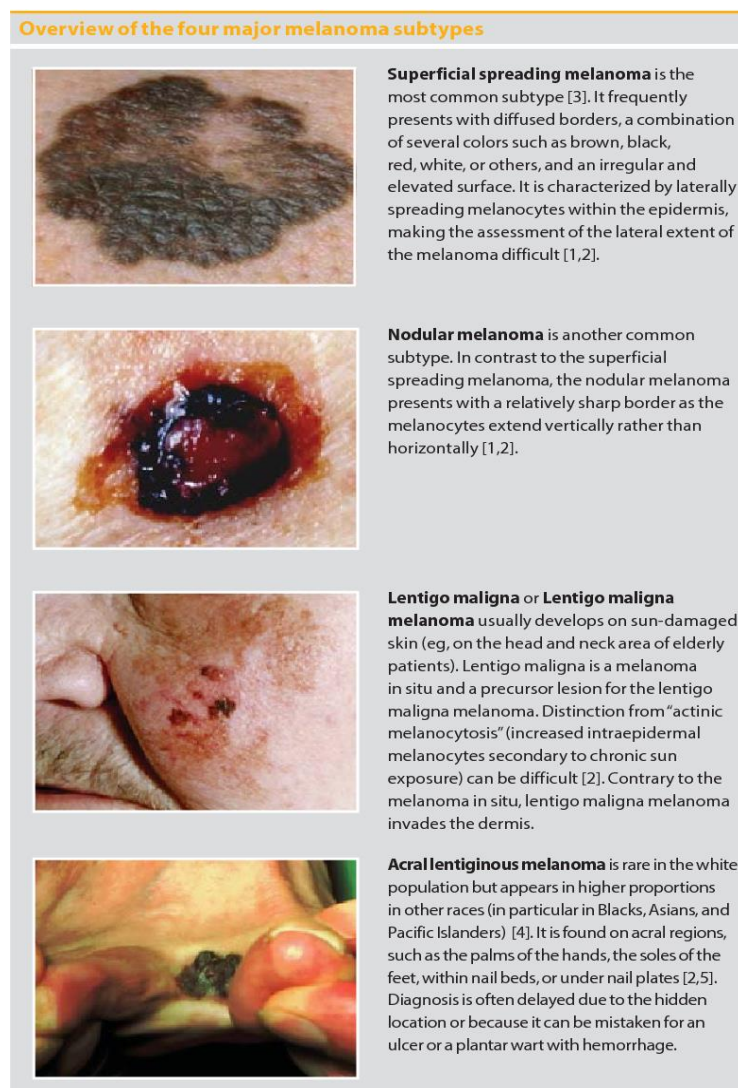 Overview of the four major melanoma subtypes
Superficial spreading melanoma is the
most common subtype [3]. It frequently
presents with diffused borders, a combination
of several colors such as brown, black,
red, white, or others, and an irregular and
elevated surface. It is characterized by laterally
spreading melanocytes within the epidermis,
making the assessment of the lateral extent of
the melanoma difficult [1,2].
Nodular melanoma is another common
subtype. In contrast to the superficial
spreading melanoma, the nodular melanoma
presents with a relatively sharp border as the
melanocytes extend vertically rather than
horizontally [1,2].
Lentigo maligna or Lentigo maligna
melanoma usually develops on sun-damaged
skin (eg, on the head and neck area of elderly
patients). Lentigo maligna is a melanoma
in situ and a precursor lesion for the lentigo
maligna melanoma. Distinction from “actinic
melanocytosis” (increased intraepidermal
melanocytes secondary to chronic sun
exposure) can be difficult [2]. Contrary to the
melanoma in situ, lentigo maligna melanoma
invades the dermis.
Acral lentiginous melanoma is rare in the white
population but appears in higher proportions
in other races (in particular in Blacks, Asians, and
Pacific Islanders) [4]. It is found on acral regions,
such as the palms of the hands, the soles of the
feet, within nail beds, or under nail plates [2,5].
Diagnosis is often delayed due to the hidden
location or because it can be mistaken for an
ulcer or a plantar wart with hemorrhage.